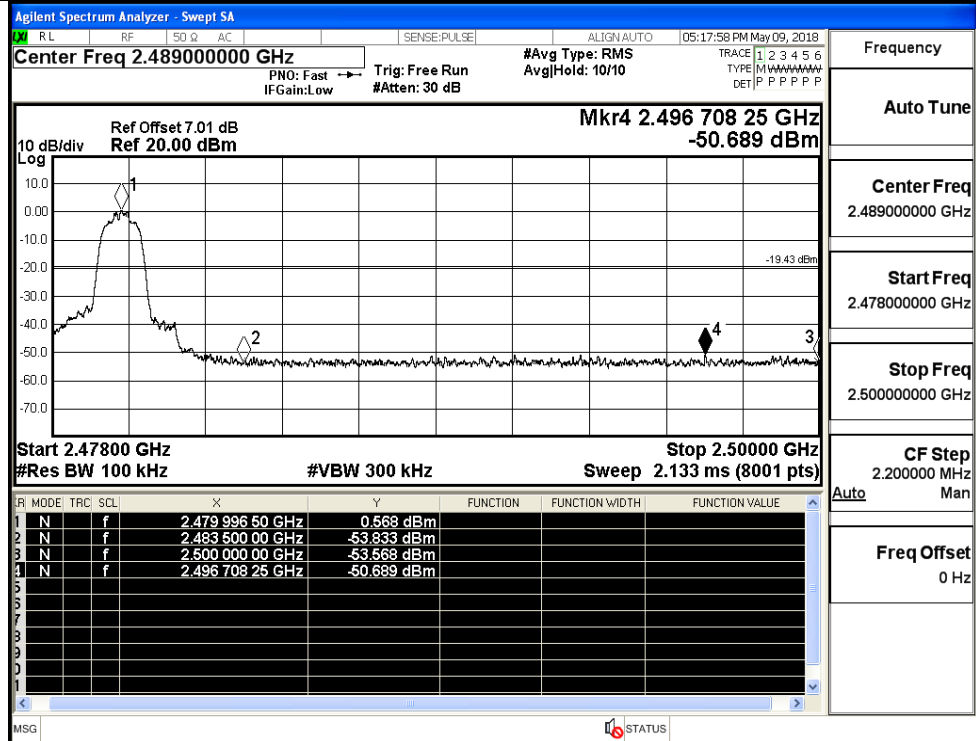 Agilent Spectrum Analyzer - Swept SA
RL RF 50 Ω AC SENSE:PULSE ALIGN AUTO 05:17:58 PM May 09, 2018
Center Freq 2.489000000 GHz
PNO: Fast
IFGain:Low
Trig: Free Run
#Atten: 30 dB
#Avg Type: RMS
Avg|Hold: 10/10
TRACE 1 2 3 4 5 6
TYPE M WWWWW
DET P P P P P P
Ref Offset 7.01 dB
10 dB/div Ref 20.00 dBm
Log
Mkr4 2.496 708 25 GHz
-50.689 dBm
10.0
0.00
-10.0
-20.0
-30.0
-40.0
-50.0
-60.0
-70.0
1
2
4
3
-19.43 dBm
Start 2.47800 GHz Stop 2.50000 GHz
#Res BW 100 kHz #VBW 300 kHz Sweep 2.133 ms (8001 pts)
MODE TRC SCL X Y FUNCTION FUNCTION WIDTH FUNCTION VALUE
1 N f 2.479 996 50 GHz 0.568 dBm
2 N f 2.483 500 00 GHz -53.833 dBm
3 N f 2.500 000 00 GHz -53.568 dBm
4 N f 2.496 708 25 GHz -50.689 dBm
5
6
7
8
9
MSG STATUS
Frequency
Auto Tune
Center Freq
2.489000000 GHz
Start Freq
2.478000000 GHz
Stop Freq
2.500000000 GHz
CF Step
2.200000 MHz
Auto Man
Freq Offset
0 Hz